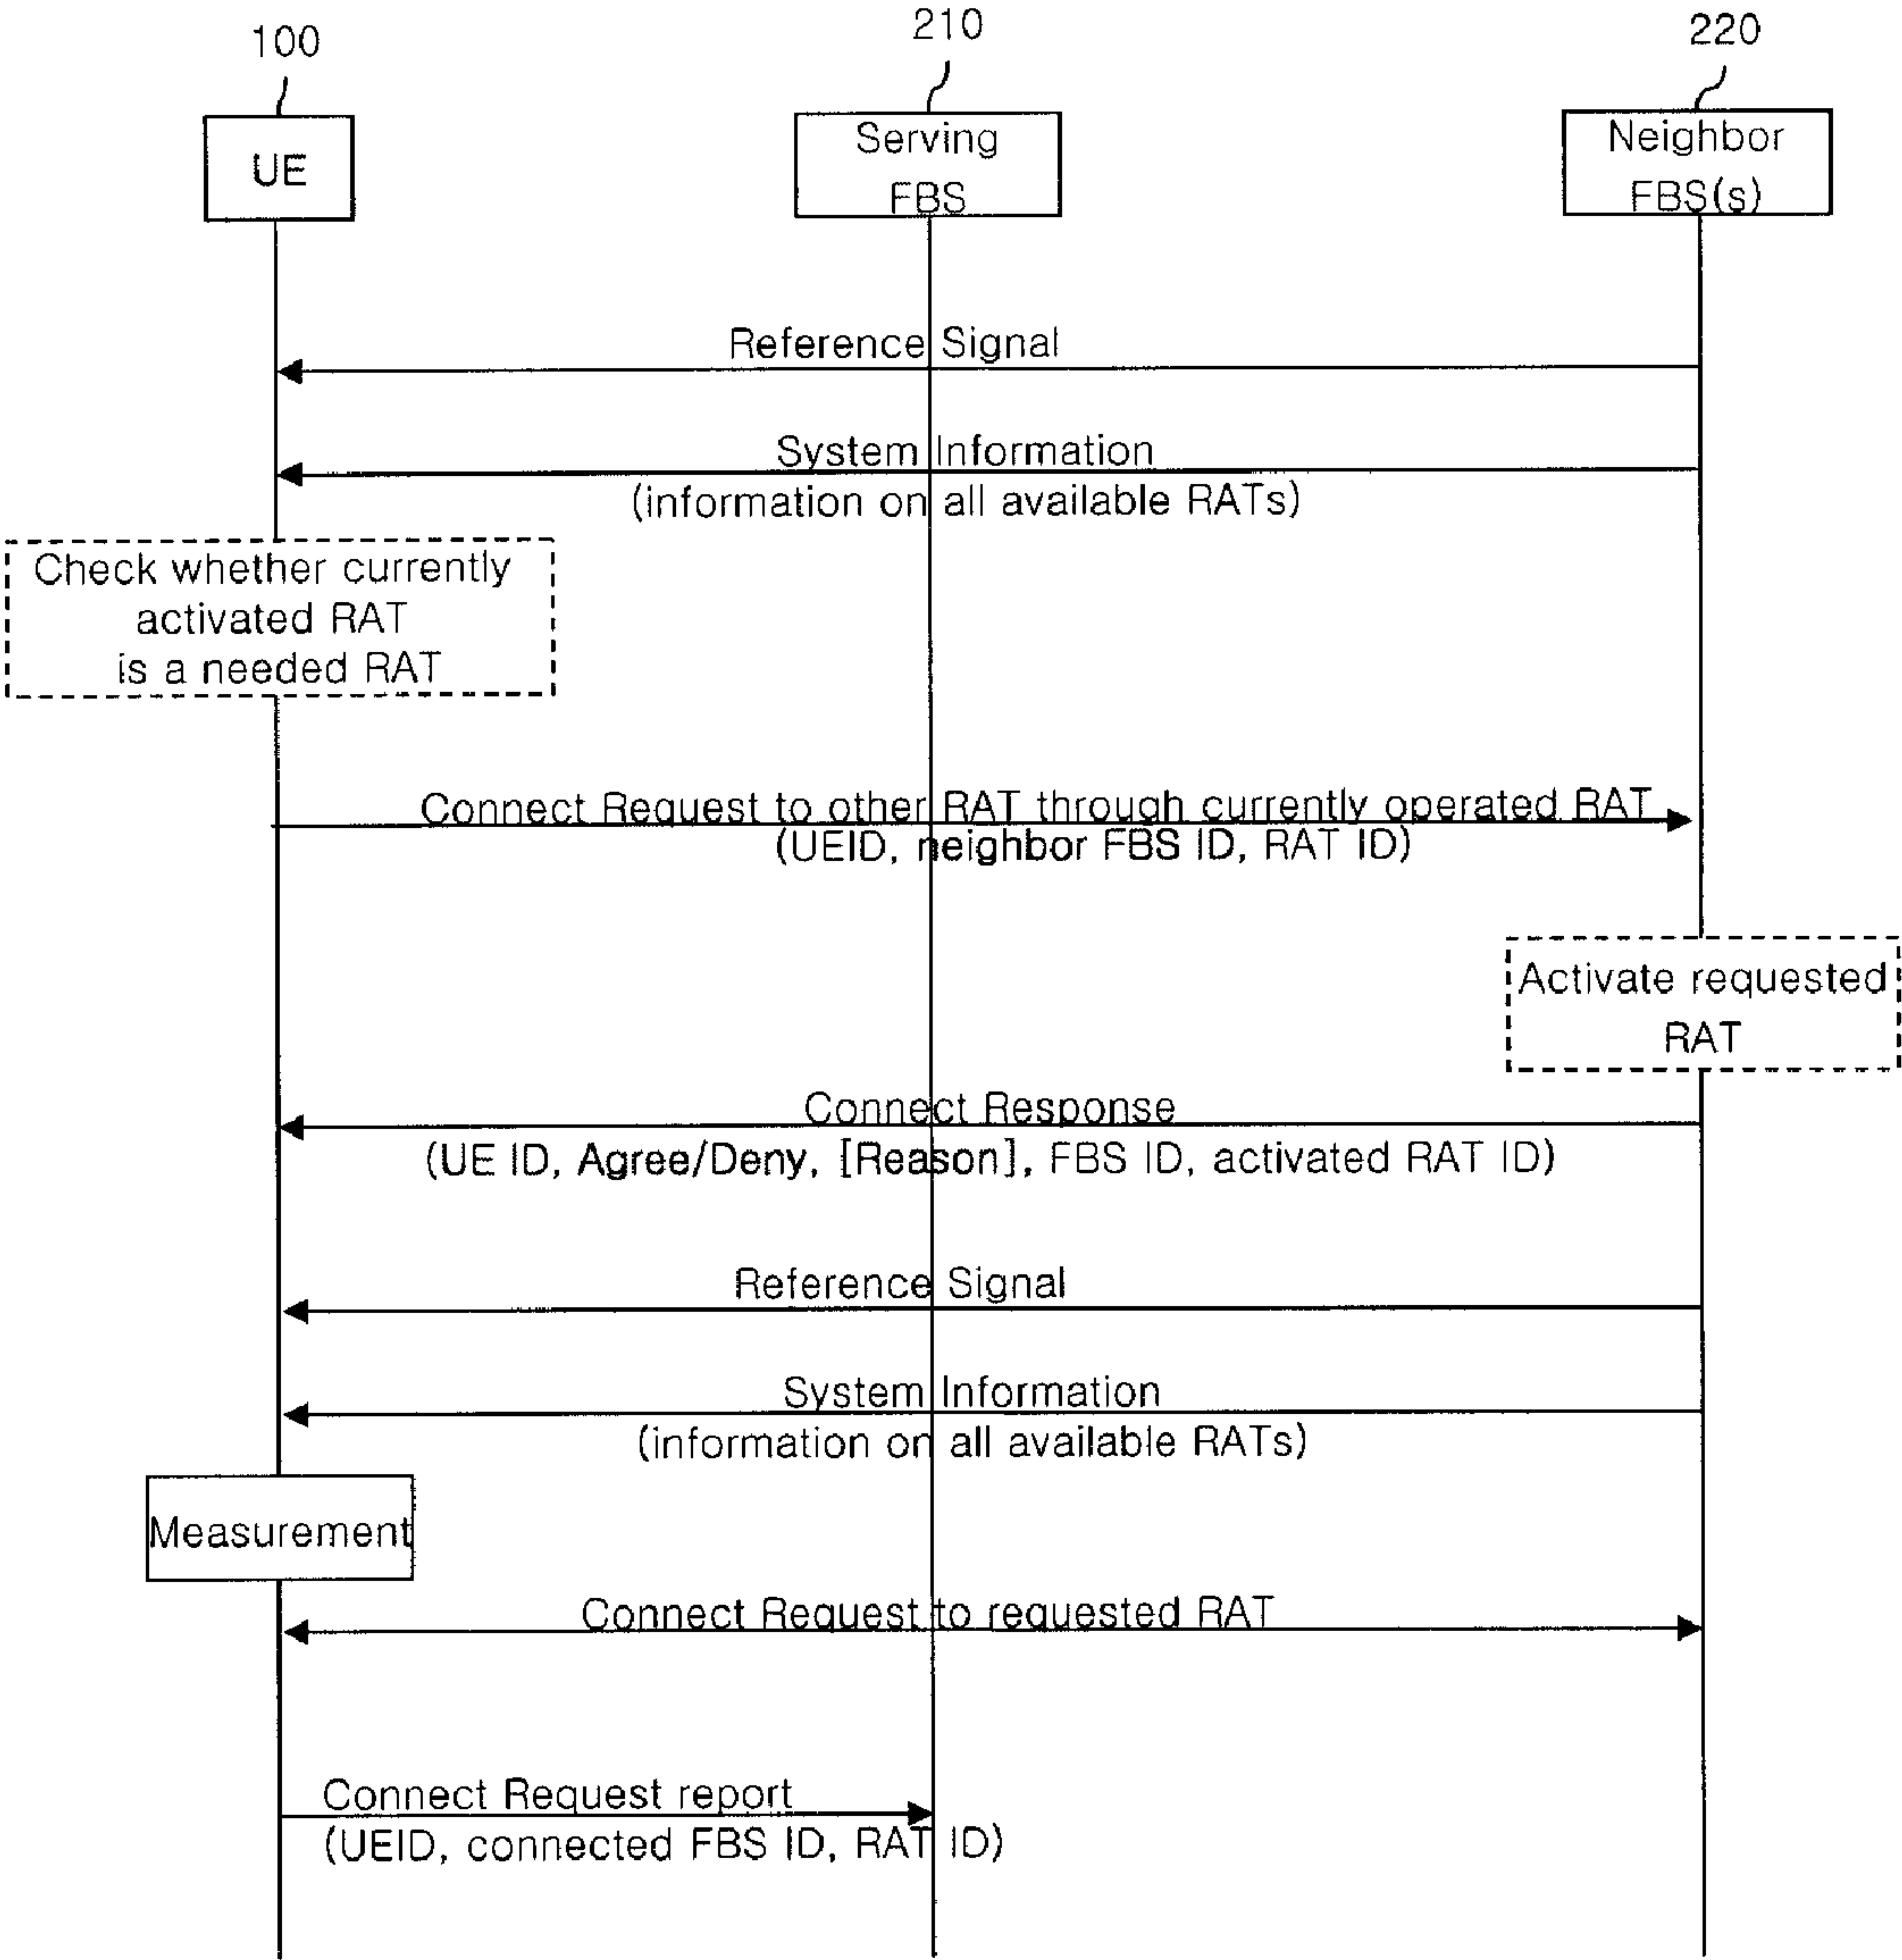 100
210
220
UE
Serving
FBS
Neighbor
FBS(s)
Reference Signal
System Information
(information on all available RATs)
Check whether currently
activated RAT
is a needed RAT
Connect Request to other RAT through currently operated RAT
(UEID, neighbor FBS ID, RAT ID)
Activate requested
RAT
Connect Response
(UE ID, Agree/Deny, [Reason], FBS ID, activated RAT ID)
Reference Signal
System Information
(information on all available RATs)
Measurement
Connect Request to requested RAT
Connect Request report
(UEID, connected FBS ID, RAT ID)